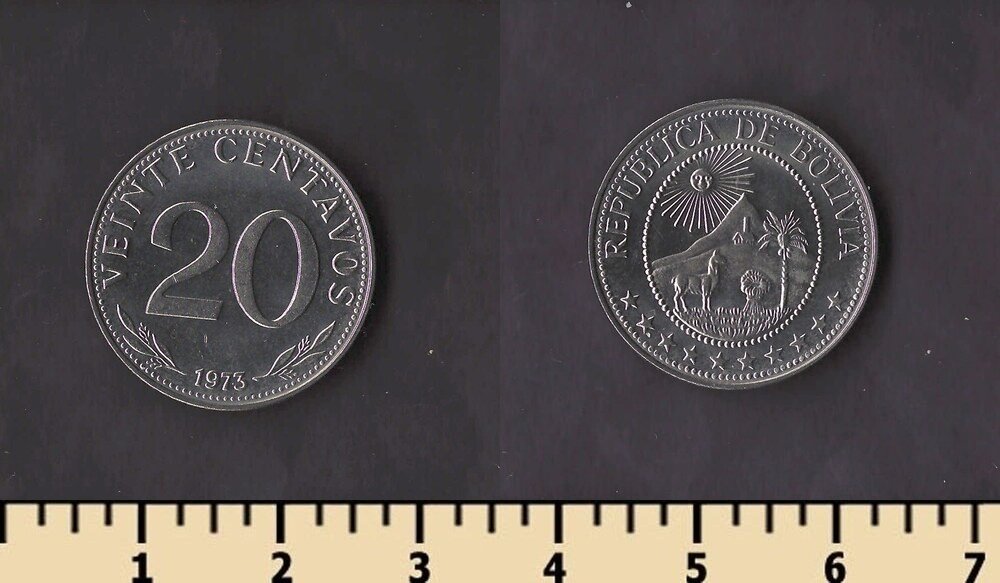 VEINTE CENTAVOS
20
1973
REPUBLICA DE BOLIVIA
1 2 3 4 5 6 7